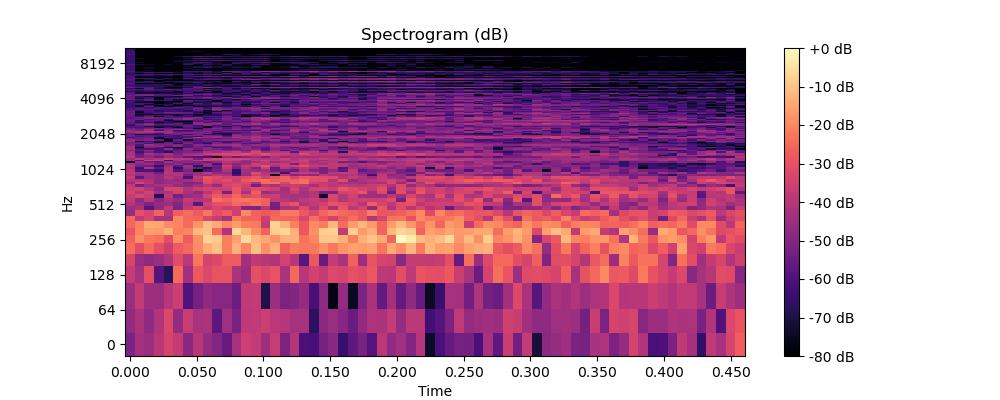 Spectrogram (dB)
Hz
8192
4096
2048
1024
512
256
128
64
0
0.000 0.050 0.100 0.150 0.200 0.250 0.300 0.350 0.400 0.450
Time
+0 dB
-10 dB
-20 dB
-30 dB
-40 dB
-50 dB
-60 dB
-70 dB
-80 dB